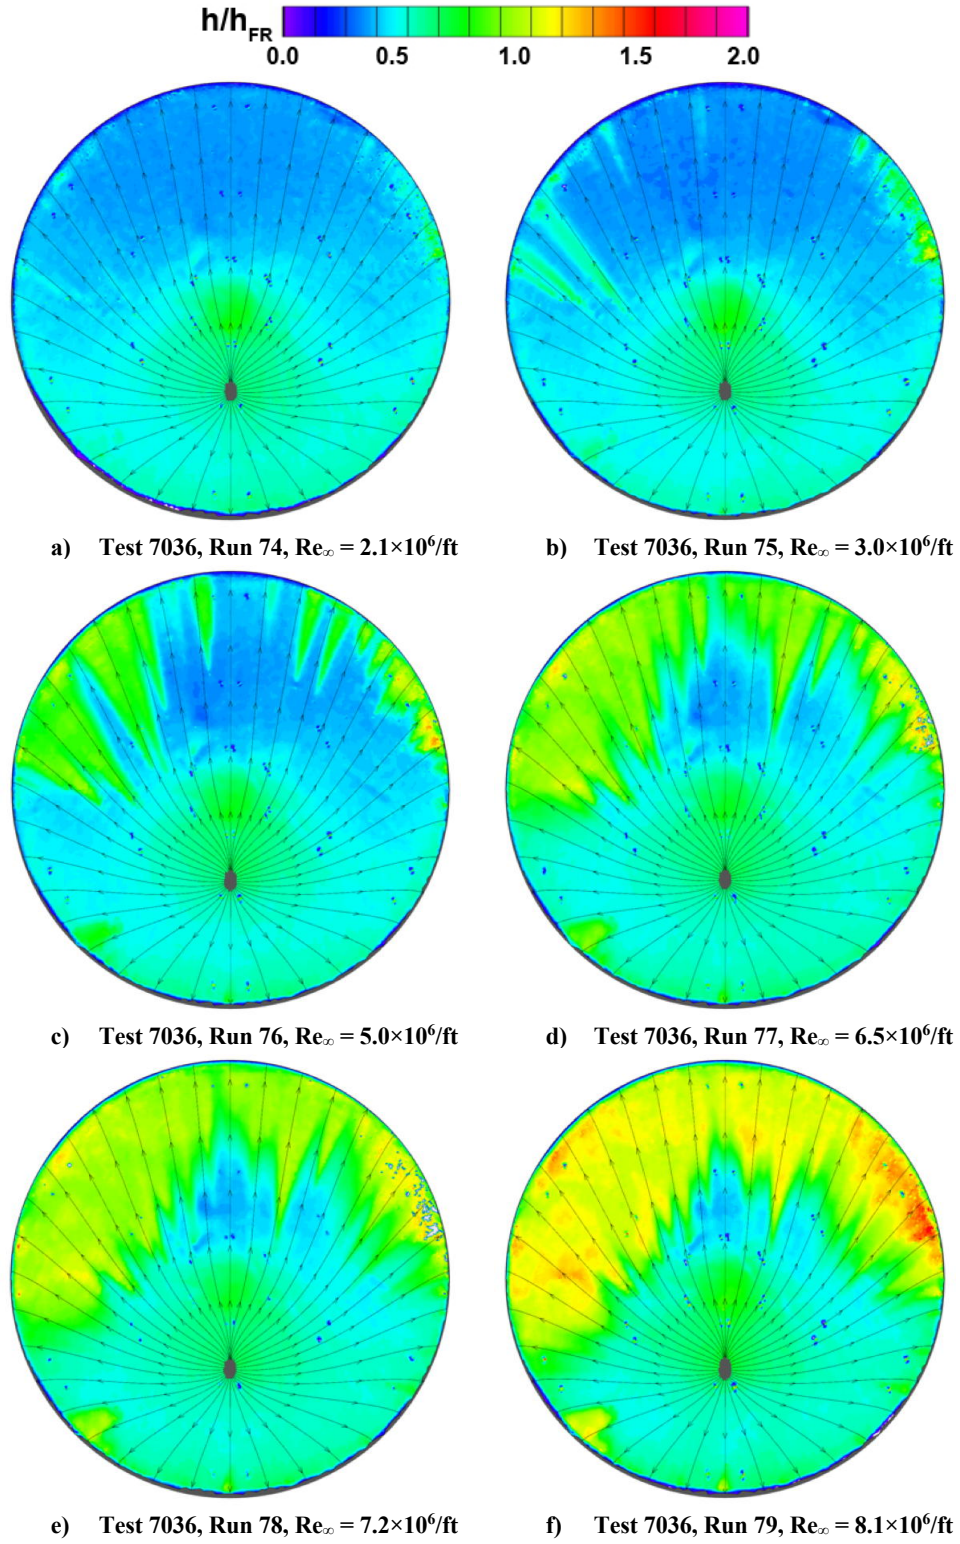 h/hFR
0.0 0.5 1.0 1.5 2.0
a) Test 7036, Run 74, Re∞ = 2.1×10⁶/ft
b) Test 7036, Run 75, Re∞ = 3.0×10⁶/ft
c) Test 7036, Run 76, Re∞ = 5.0×10⁶/ft
d) Test 7036, Run 77, Re∞ = 6.5×10⁶/ft
e) Test 7036, Run 78, Re∞ = 7.2×10⁶/ft
f) Test 7036, Run 79, Re∞ = 8.1×10⁶/ft